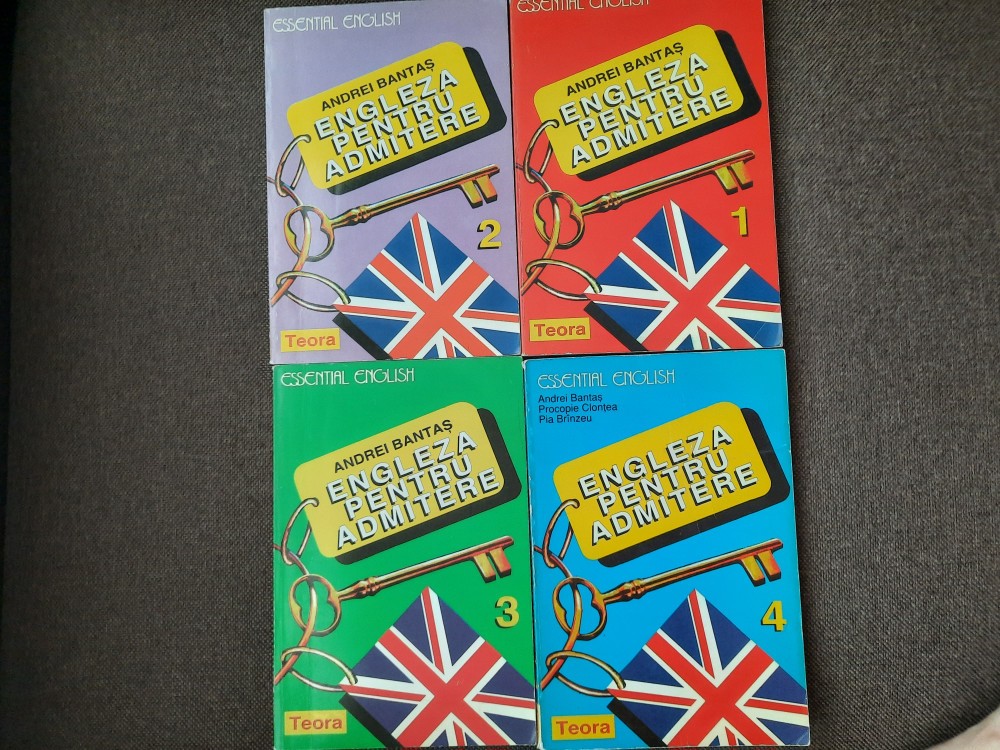 ESSENTIAL ENGLISH
ANDREI BANTAȘ
ENGLEZA
PENTRU
ADMITERE
2
Teora
ESSENTIAL ENGLISH
ANDREI BANTAȘ
ENGLEZA
PENTRU
ADMITERE
1
Teora
ESSENTIAL ENGLISH
ANDREI BANTAȘ
ENGLEZA
PENTRU
ADMITERE
3
Teora
ESSENTIAL ENGLISH
Andrei Bantaș
Procopie Clonțea
Pia Brînzeu
ENGLEZA
PENTRU
ADMITERE
4
Teora